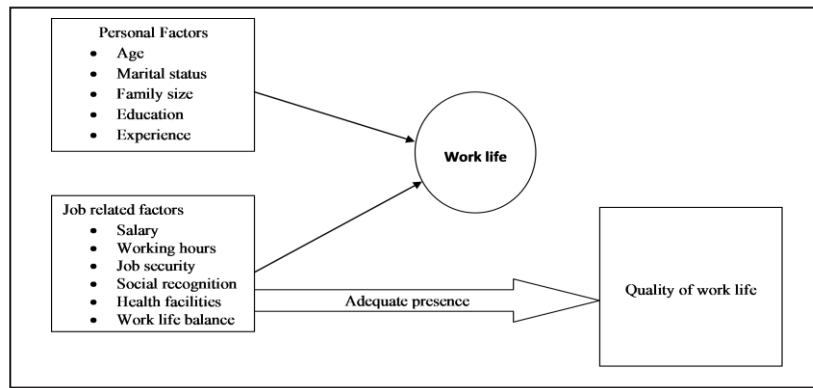 Personal Factors
• Age
• Marital status
• Family size
• Education
• Experience
Work life
Job related factors
• Salary
• Working hours
• Job security
• Social recognition
• Health facilities
• Work life balance
Adequate presence
Quality of work life